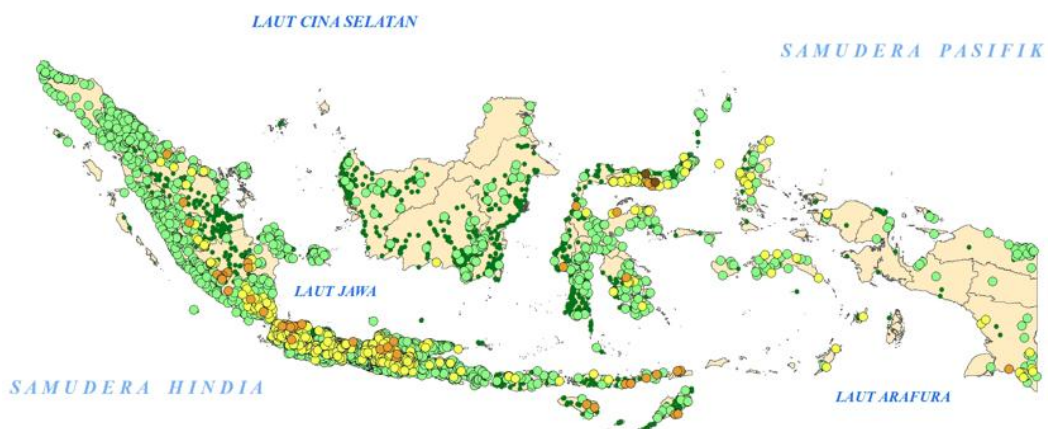 LAUT CINA SELATAN
SAMUDERA PASIFIK
LAUT JAWA
SAMUDERA HINDIA
LAUT ARAFURA